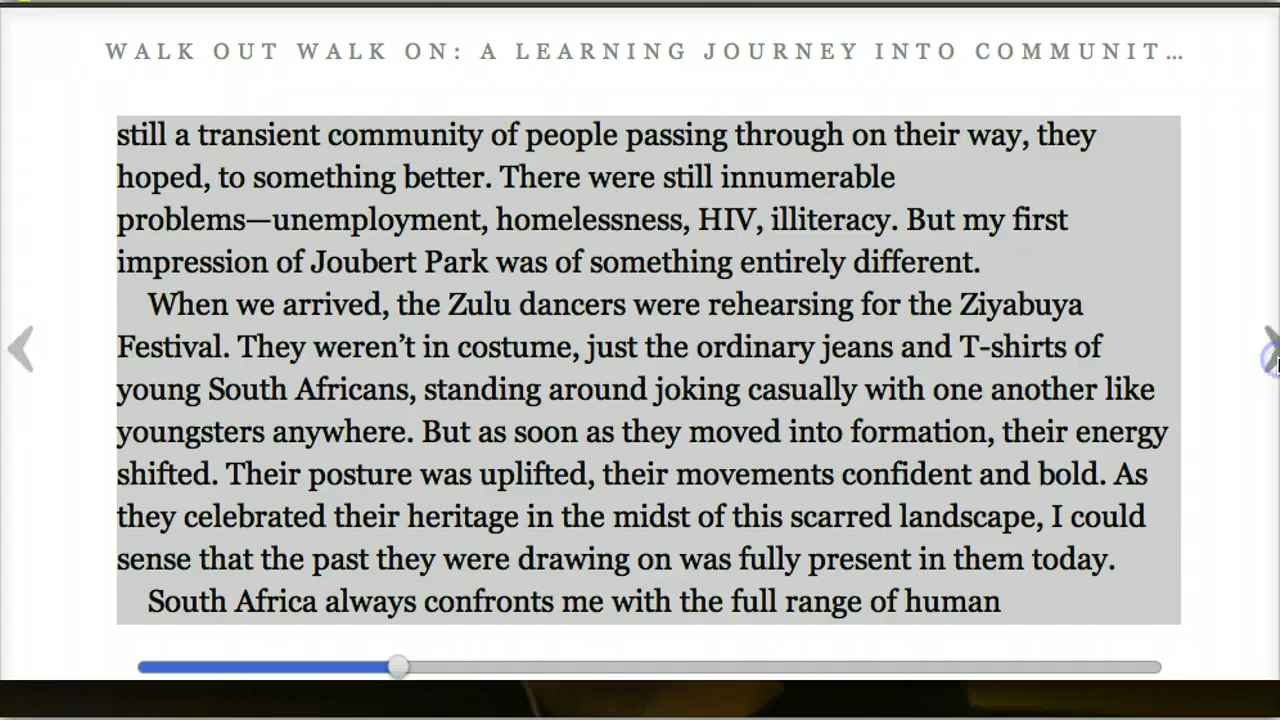 WALK OUT WALK ON: A LEARNING JOURNEY INTO COMMUNIT…
still a transient community of people passing through on their way, they
hoped, to something better. There were still innumerable
problems—unemployment, homelessness, HIV, illiteracy. But my first
impression of Joubert Park was of something entirely different.
When we arrived, the Zulu dancers were rehearsing for the Ziyabuya
Festival. They weren’t in costume, just the ordinary jeans and T-shirts of
young South Africans, standing around joking casually with one another like
youngsters anywhere. But as soon as they moved into formation, their energy
shifted. Their posture was uplifted, their movements confident and bold. As
they celebrated their heritage in the midst of this scarred landscape, I could
sense that the past they were drawing on was fully present in them today.
South Africa always confronts me with the full range of human